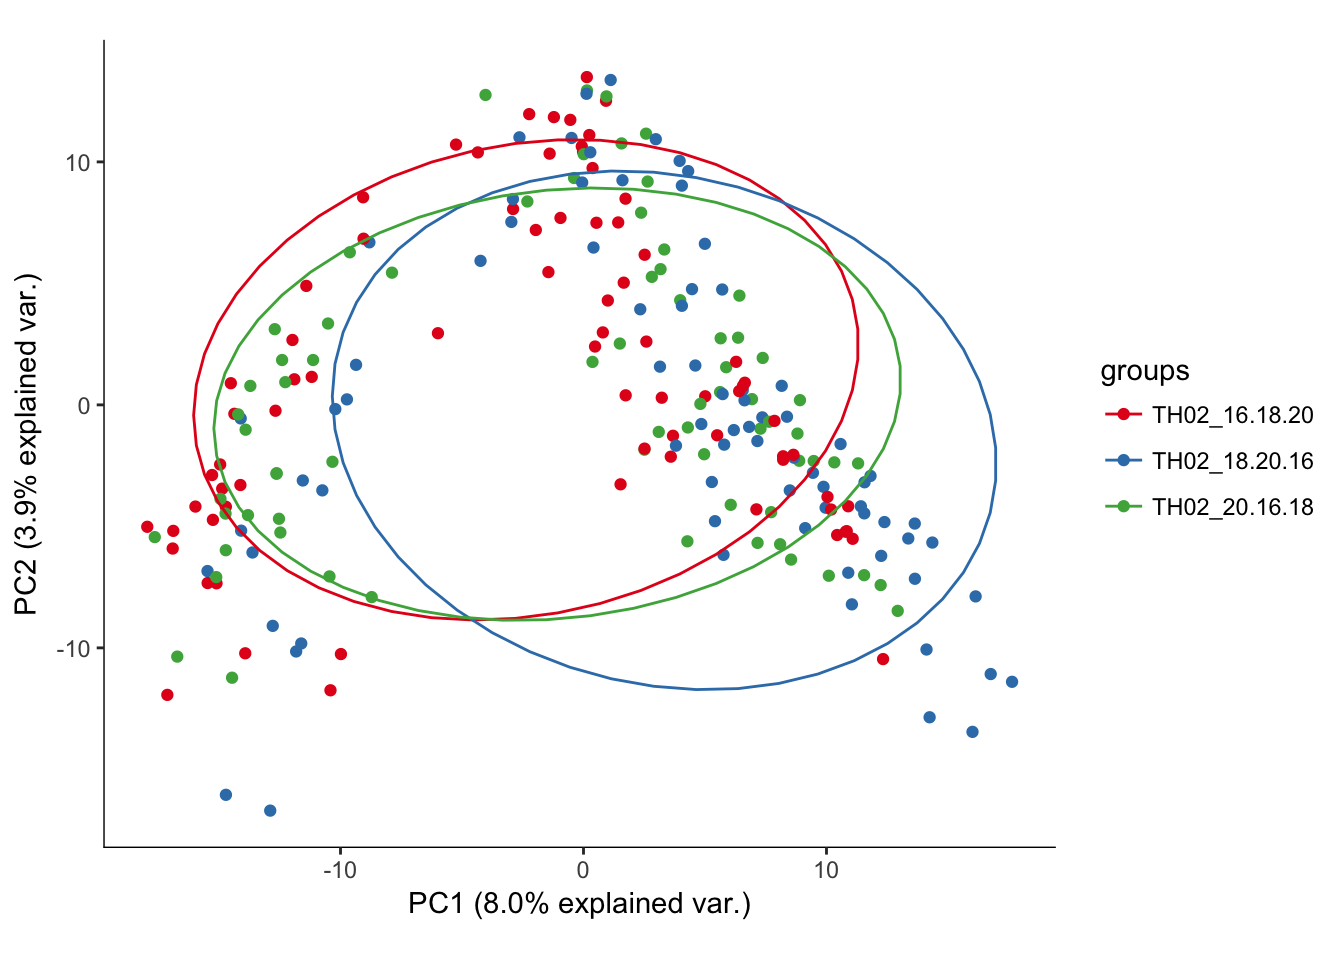 10
0
-10
-10
0
10
PC1 (8.0% explained var.)
PC2 (3.9% explained var.)
groups
TH02_16.18.20
TH02_18.20.16
TH02_20.16.18